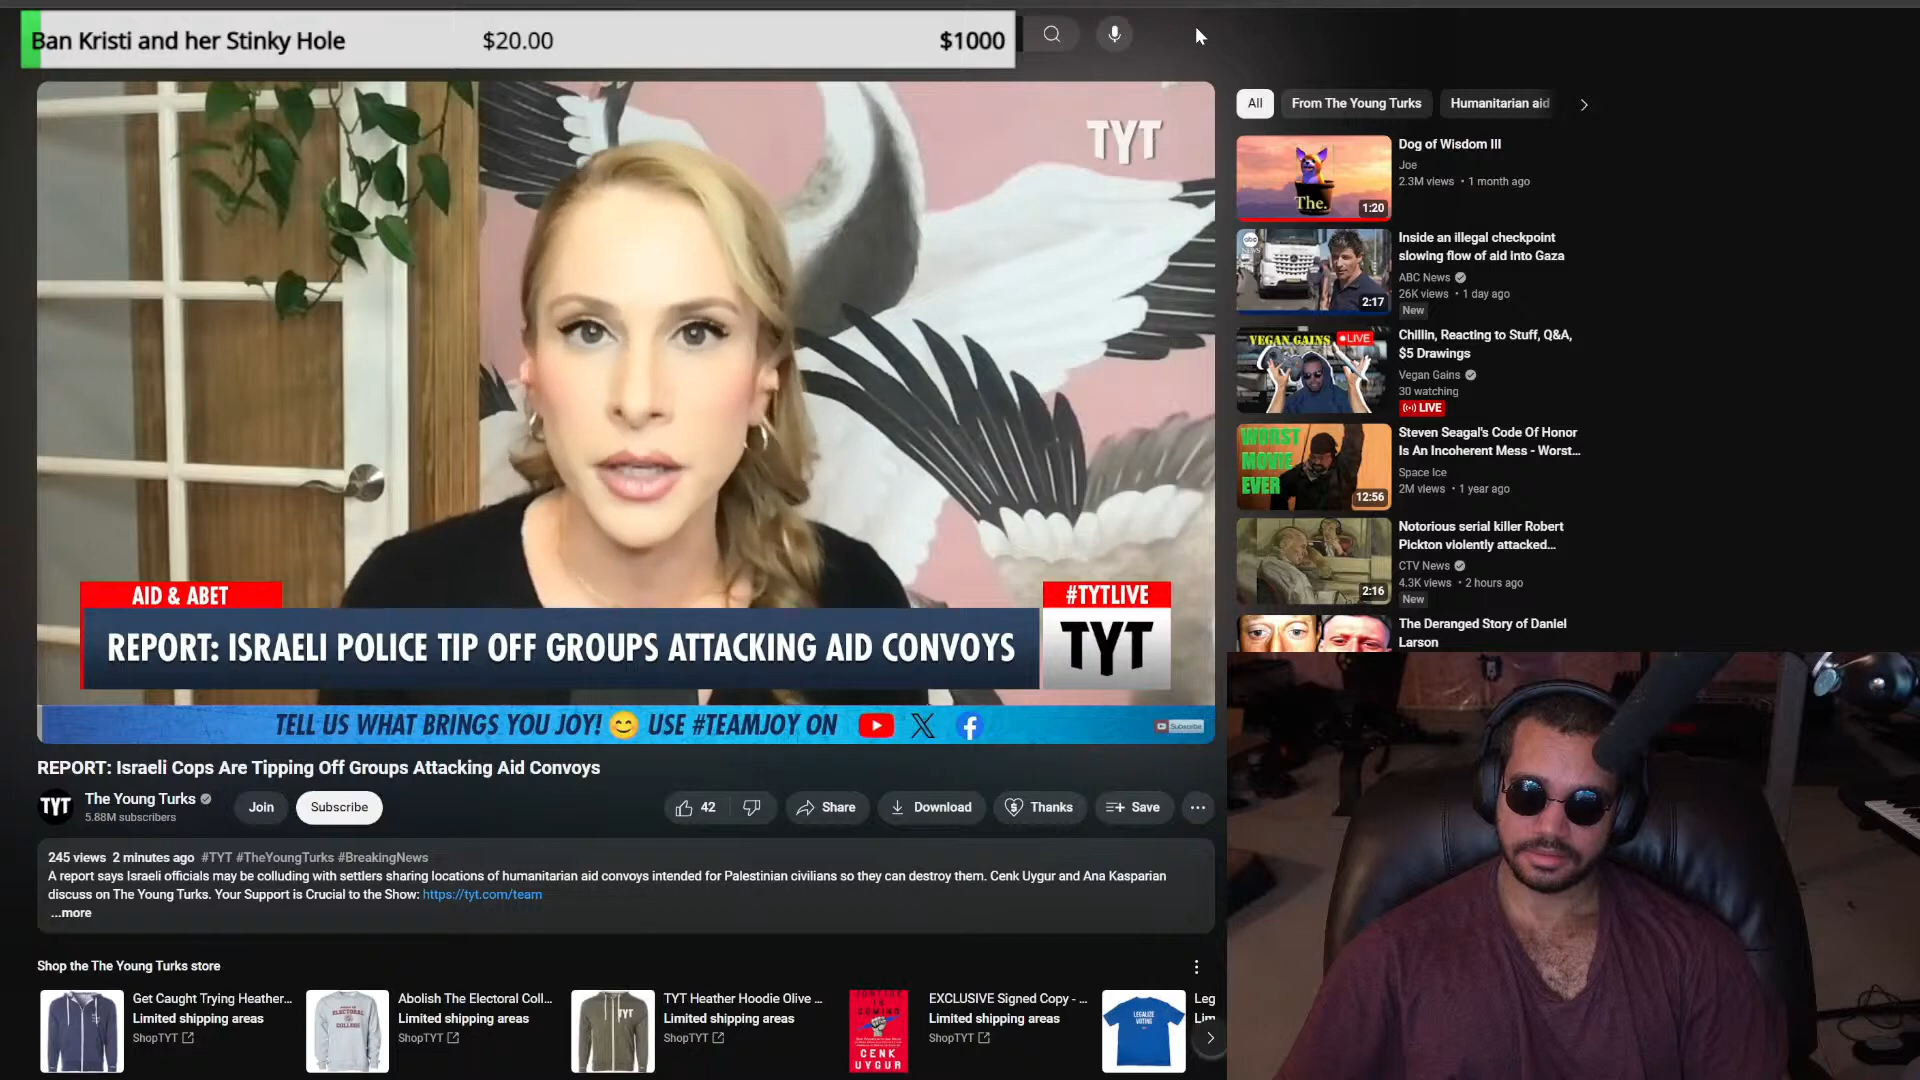 Ban Kristi and her Stinky Hole $20.00 $1000
TYT
AID & ABET
#TYTLIVE
REPORT: ISRAELI POLICE TIP OFF GROUPS ATTACKING AID CONVOYS
TYT
TELL US WHAT BRINGS YOU JOY! 😊 USE #TEAMJOY ON
Subscribe
REPORT: Israeli Cops Are Tipping Off Groups Attacking Aid Convoys
TYT
The Young Turks
5.88M subscribers
Join
Subscribe
42
Share
Download
Thanks
Save
245 views 2 minutes ago #TYT #TheYoungTurks #BreakingNews
A report says Israeli officials may be colluding with settlers sharing locations of humanitarian aid convoys intended for Palestinian civilians so they can destroy them. Cenk Uygur and Ana Kasparian
discuss on The Young Turks. Your Support is Crucial to the Show: https://tyt.com/team
...more
Shop the The Young Turks store
Get Caught Trying Heather...
Limited shipping areas
ShopTYT
ELECTORAL
COLLEGE
Abolish The Electoral Coll...
Limited shipping areas
ShopTYT
TYT
TYT Heather Hoodie Olive ...
Limited shipping areas
ShopTYT
JUSTICE IS
COMING
CENK
UYGUR
EXCLUSIVE Signed Copy - ...
Limited shipping areas
ShopTYT
LEGALIZE
VOTING
Leg
Lim
All
From The Young Turks
Humanitarian aid
The.
1:20
Dog of Wisdom III
Joe
2.3M views • 1 month ago
abc
NEWS
2:17
Inside an illegal checkpoint
slowing flow of aid into Gaza
ABC News
26K views • 1 day ago
New
VEGAN GAINS
LIVE
Chillin, Reacting to Stuff, Q&A,
$5 Drawings
Vegan Gains
30 watching
LIVE
WORST
MOVIE
EVER
12:56
Steven Seagal's Code Of Honor
Is An Incoherent Mess - Worst...
Space Ice
2M views • 1 year ago
2:16
Notorious serial killer Robert
Pickton violently attacked...
CTV News
4.3K views • 2 hours ago
New
The Deranged Story of Daniel
Larson